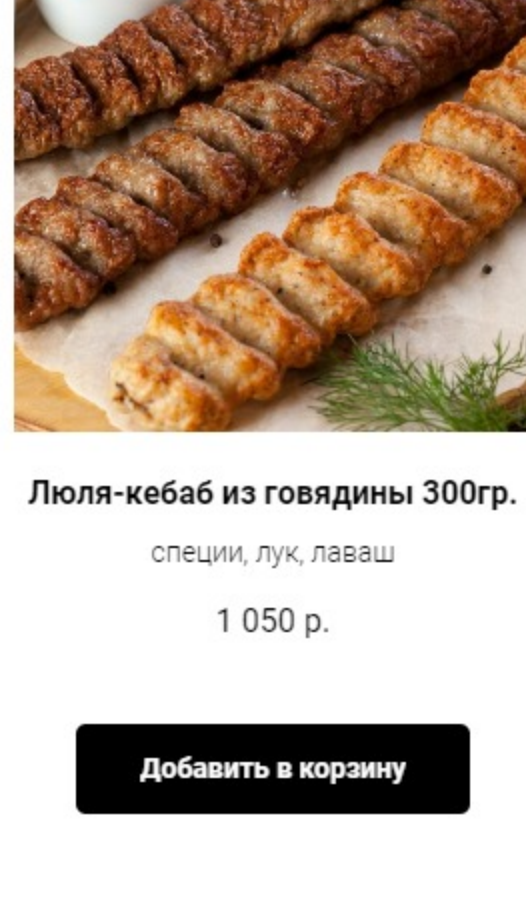 Люля-кебаб из говядины 300гр.
специи, лук, лаваш
1 050 р.
Добавить в корзину